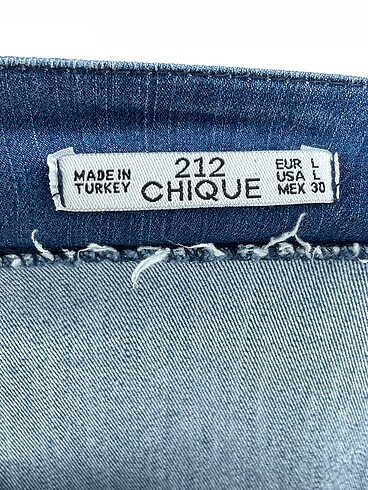 MADE IN
TURKEY
212
CHIQUE
EUR L
USA L
MEX 30